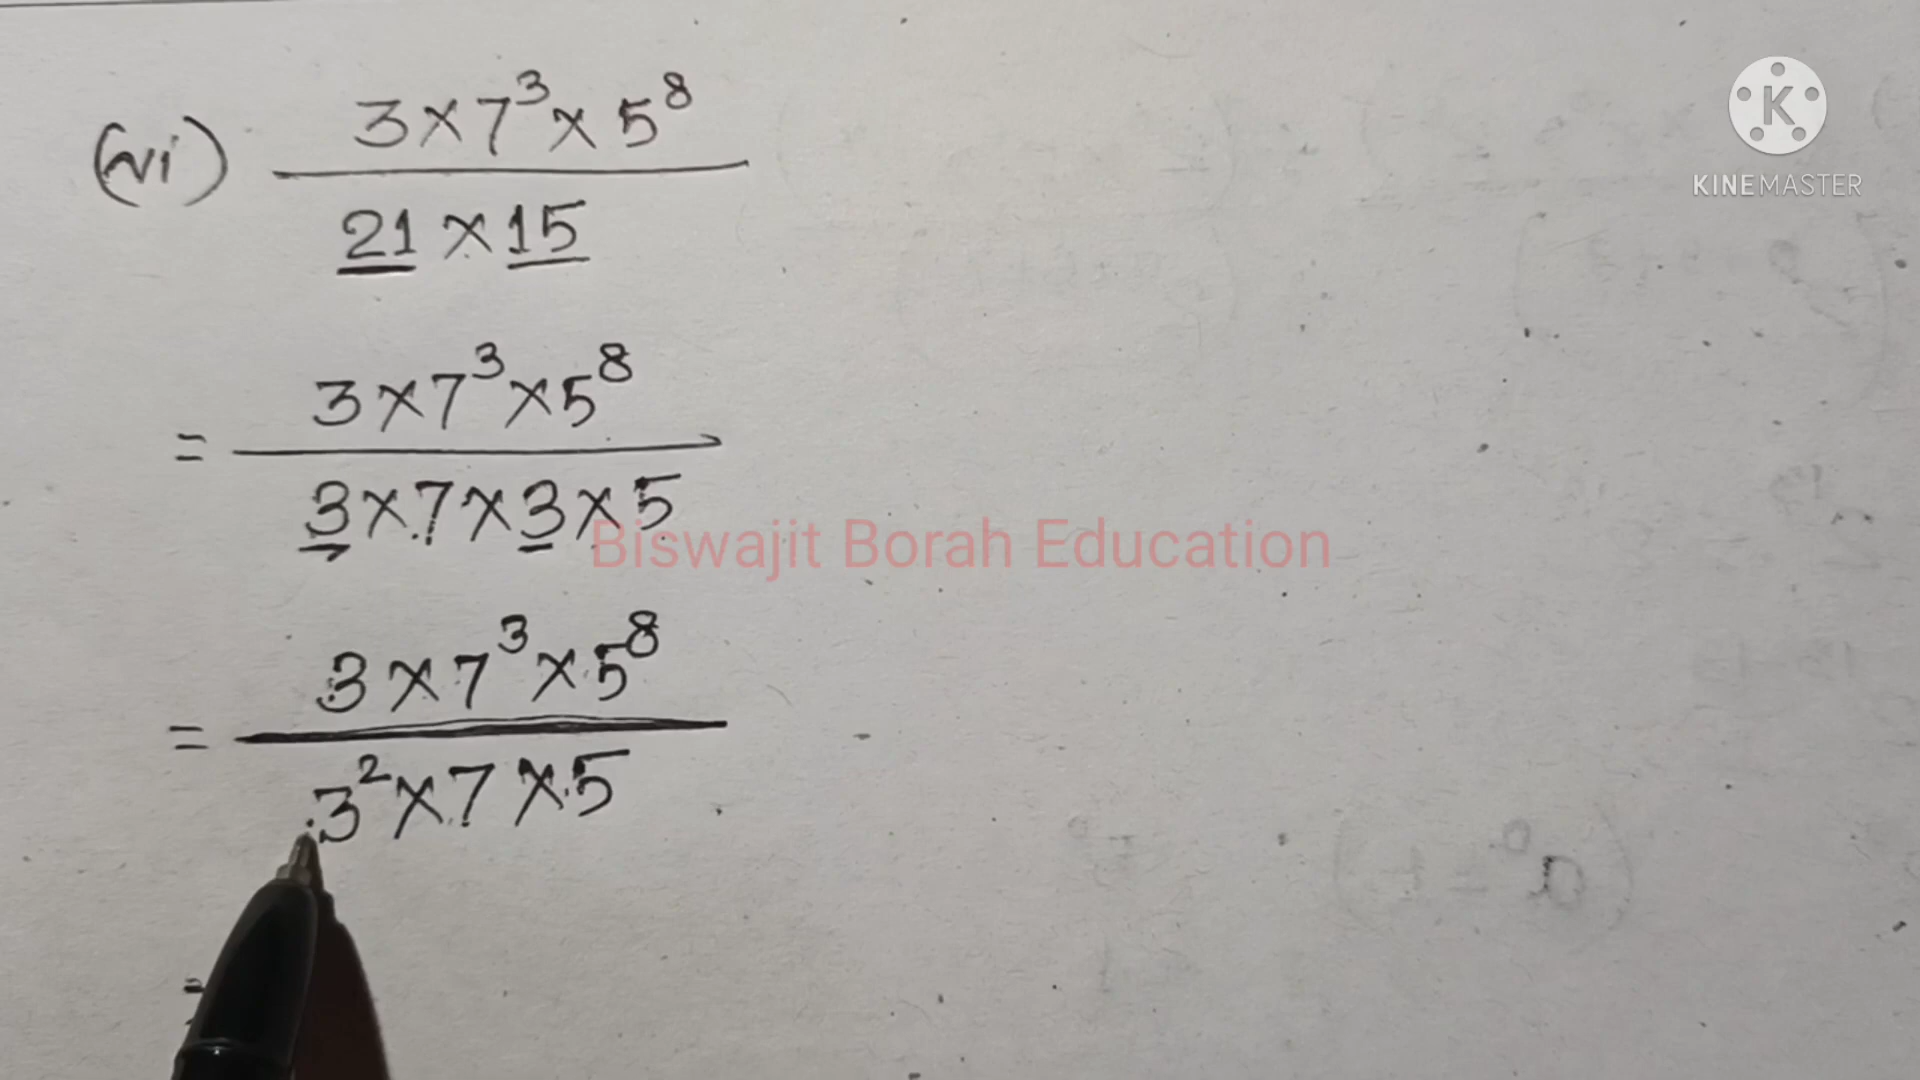 (vi) 3×7³×5⁸
21×15
KINEMASTER
= 3×7³×5⁸
3×7×3×5
Biswajit Borah Education
= 3×7³×5⁸
3²×7×5
=